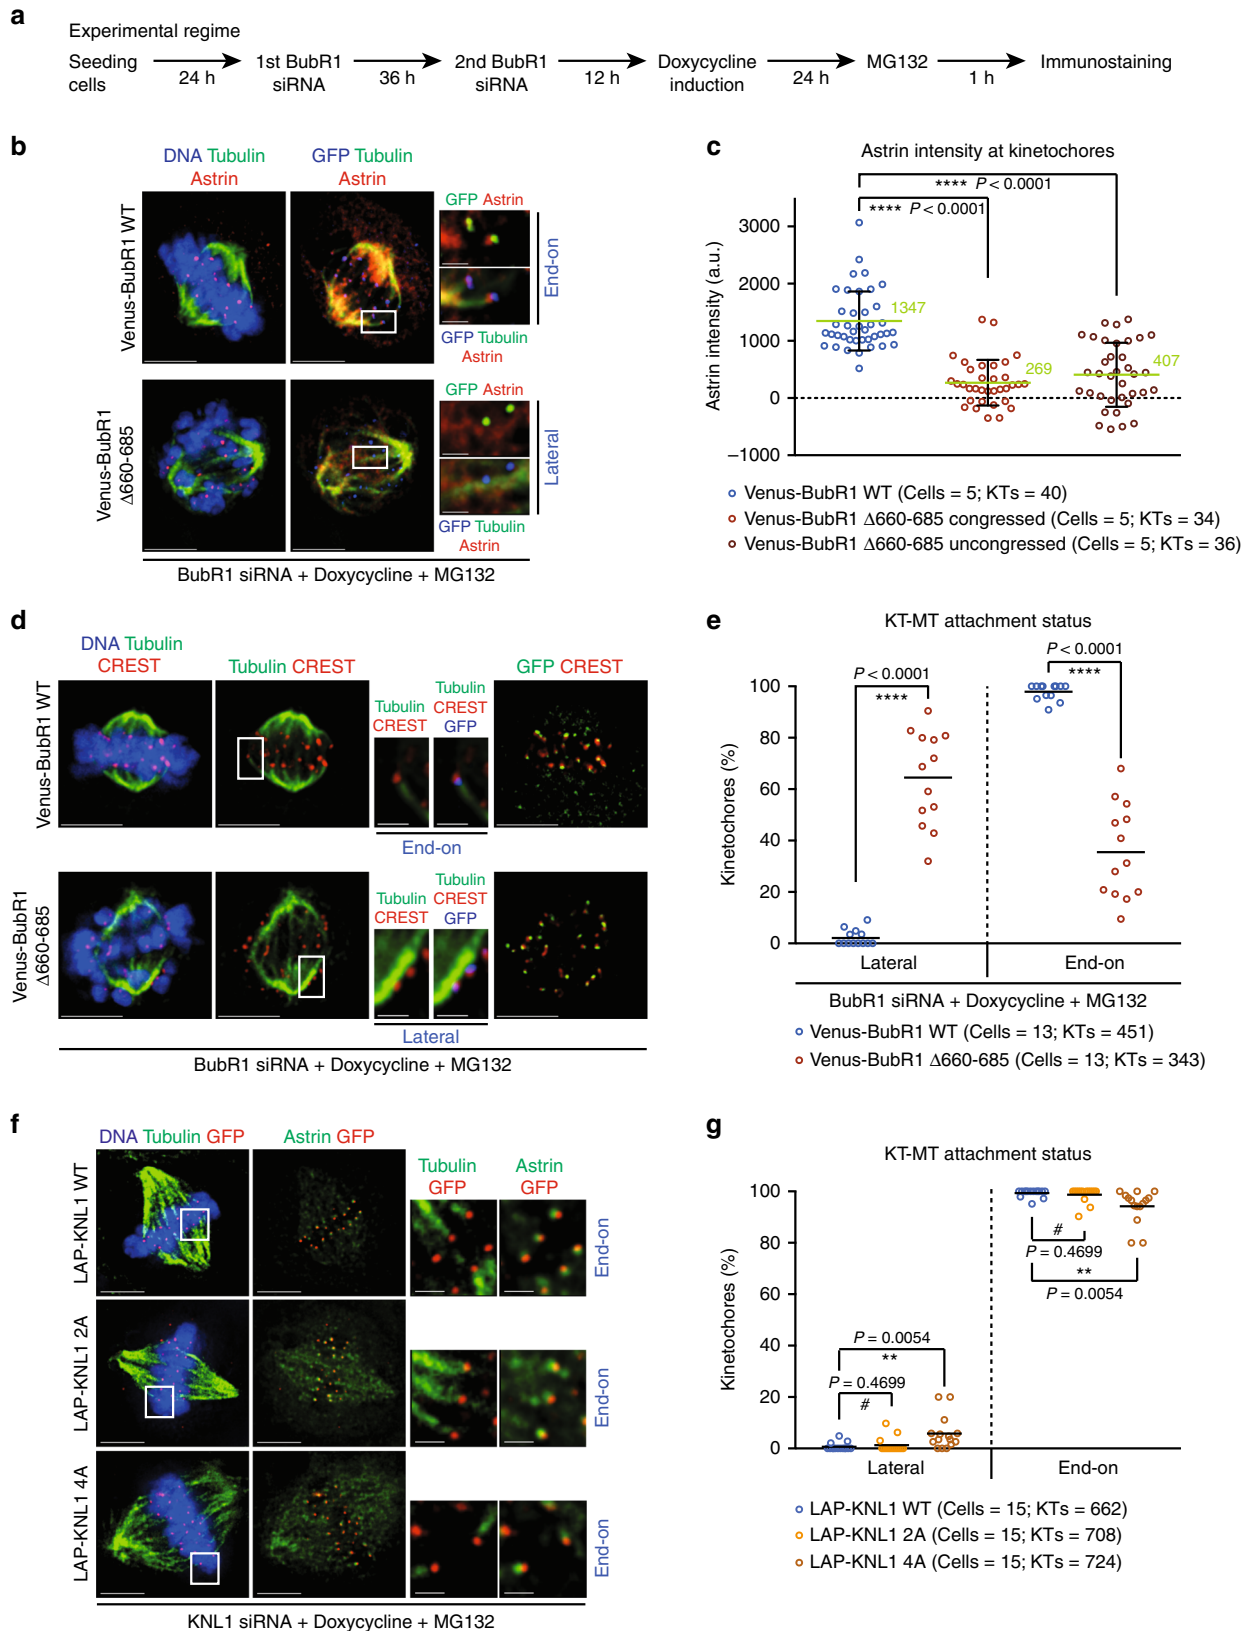 a
Experimental regime
Seeding cells
24 h
1st BubR1 siRNA
36 h
2nd BubR1 siRNA
12 h
Doxycycline induction
24 h
MG132
1 h
Immunostaining
b
DNA Tubulin
Astrin
GFP Tubulin
Astrin
Venus-BubR1 WT
GFP Astrin
End-on
GFP Tubulin
Astrin
Venus-BubR1
Δ660-685
GFP Astrin
Lateral
GFP Tubulin
Astrin
BubR1 siRNA + Doxycycline + MG132
c
Astrin intensity at kinetochores
**** P < 0.0001
**** P < 0.0001
Astrin intensity (a.u.)
3000
2000
1000
0
–1000
1347
269
407
Venus-BubR1 WT (Cells = 5; KTs = 40)
Venus-BubR1 Δ660-685 congressed (Cells = 5; KTs = 34)
Venus-BubR1 Δ660-685 uncongressed (Cells = 5; KTs = 36)
d
DNA Tubulin
CREST
Tubulin CREST
Tubulin
CREST
Tubulin
CREST
GFP
GFP CREST
Venus-BubR1 WT
End-on
Venus-BubR1
Δ660-685
Tubulin
CREST
Tubulin
CREST
GFP
Lateral
BubR1 siRNA + Doxycycline + MG132
e
KT-MT attachment status
P < 0.0001
****
P < 0.0001
****
Kinetochores (%)
100
80
60
40
20
0
Lateral
End-on
BubR1 siRNA + Doxycycline + MG132
Venus-BubR1 WT (Cells = 13; KTs = 451)
Venus-BubR1 Δ660-685 (Cells = 13; KTs = 343)
f
DNA Tubulin GFP
Astrin GFP
Tubulin
GFP
Astrin
GFP
LAP-KNL1 WT
End-on
LAP-KNL1 2A
End-on
LAP-KNL1 4A
End-on
KNL1 siRNA + Doxycycline + MG132
g
KT-MT attachment status
Kinetochores (%)
100
80
60
40
20
0
#
P = 0.4699
**
P = 0.0054
P = 0.0054
**
P = 0.4699
#
Lateral
End-on
LAP-KNL1 WT (Cells = 15; KTs = 662)
LAP-KNL1 2A (Cells = 15; KTs = 708)
LAP-KNL1 4A (Cells = 15; KTs = 724)